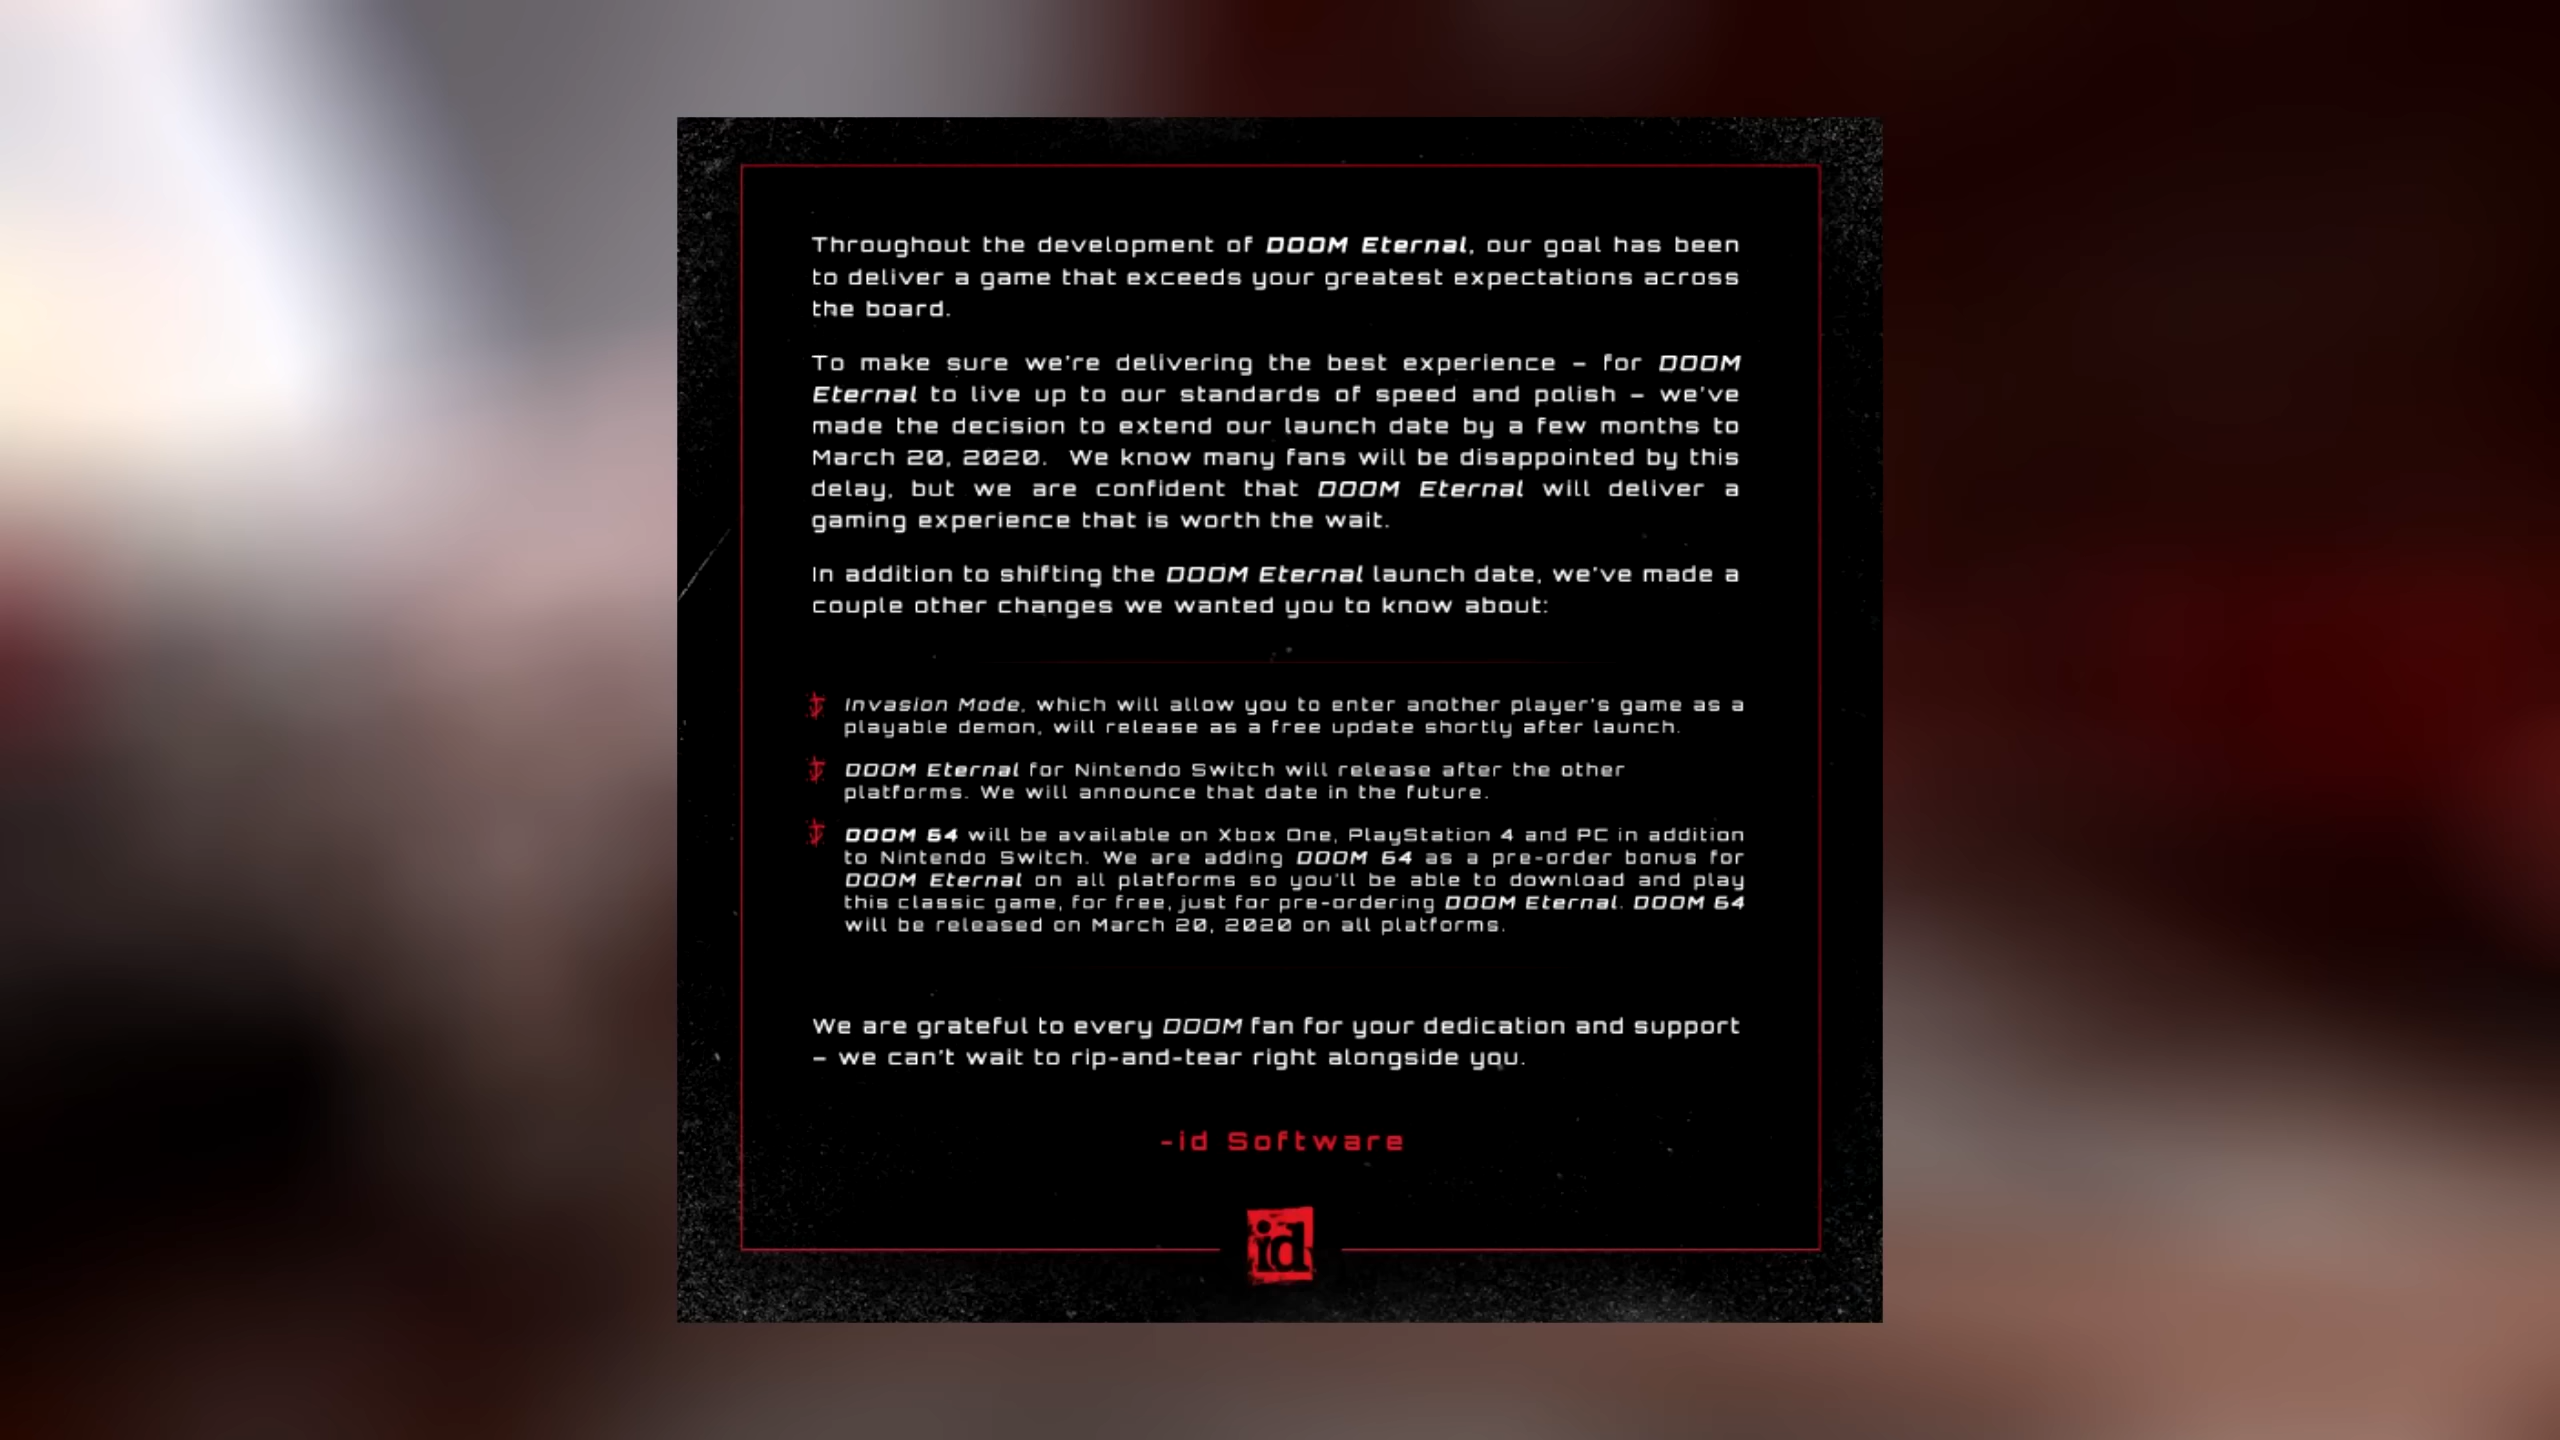 Throughout the development of DOOM Eternal, our goal has been
to deliver a game that exceeds your greatest expectations across
the board.
To make sure we're delivering the best experience – for DOOM
Eternal to live up to our standards of speed and polish – we've
made the decision to extend our launch date by a few months to
March 20, 2020.  We know many fans will be disappointed by this
delay, but we are confident that DOOM Eternal will deliver a
gaming experience that is worth the wait.
In addition to shifting the DOOM Eternal launch date, we've made a
couple other changes we wanted you to know about:
Invasion Mode, which will allow you to enter another player's game as a
playable demon, will release as a free update shortly after launch.
DOOM Eternal for Nintendo Switch will release after the other
platforms. We will announce that date in the future.
DOOM 64 will be available on Xbox One, PlayStation 4 and PC in addition
to Nintendo Switch. We are adding DOOM 64 as a pre-order bonus for
DOOM Eternal on all platforms so you'll be able to download and play
this classic game, for free, just for pre-ordering DOOM Eternal. DOOM 64
will be released on March 20, 2020 on all platforms.
We are grateful to every DOOM fan for your dedication and support
– we can't wait to rip-and-tear right alongside you.
-id Software
id